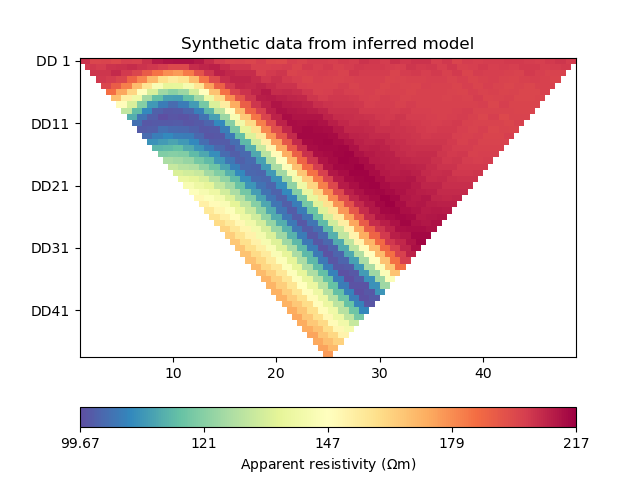 Synthetic data from inferred model
DD 1
DD11
DD21
DD31
DD41
10 20 30 40
99.67 121 147 179 217
Apparent resistivity (Ωm)